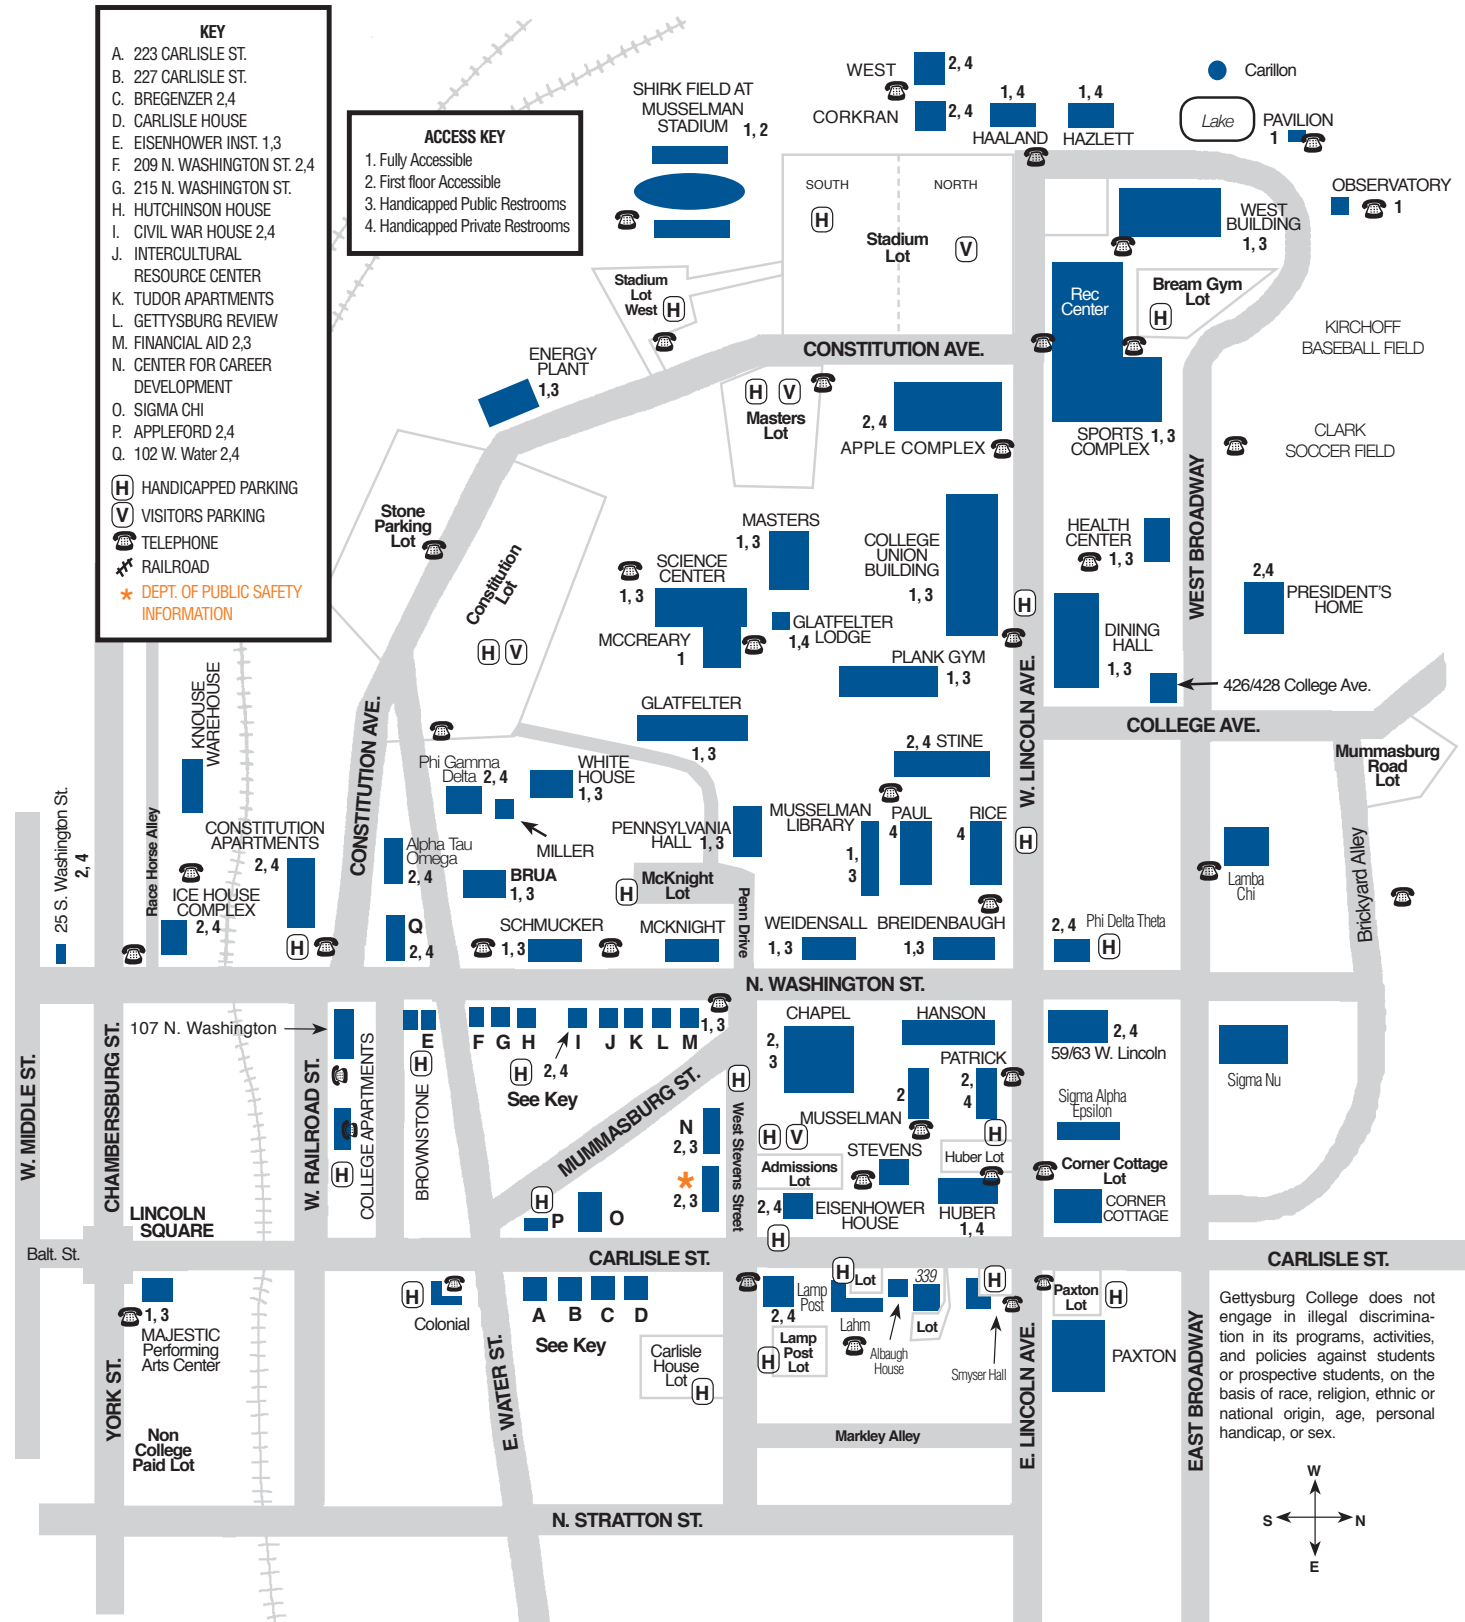 KEY
A. 223 CARLISLE ST.
B. 227 CARLISLE ST.
C. BREGENZER 2,4
D. CARLISLE HOUSE
E. EISENHOWER INST. 1,3
F. 209 N. WASHINGTON ST. 2,4
G. 215 N. WASHINGTON ST.
H. HUTCHINSON HOUSE
I. CIVIL WAR HOUSE 2,4
J. INTERCULTURAL
RESOURCE CENTER
K. TUDOR APARTMENTS
L. GETTYSBURG REVIEW
M. FINANCIAL AID 2,3
N. CENTER FOR CAREER
DEVELOPMENT
O. SIGMA CHI
P. APPLEFORD 2,4
Q. 102 W. Water 2,4
H HANDICAPPED PARKING
V VISITORS PARKING
TELEPHONE
RAILROAD
* DEPT. OF PUBLIC SAFETY
INFORMATION
ACCESS KEY
1. Fully Accessible
2. First floor Accessible
3. Handicapped Public Restrooms
4. Handicapped Private Restrooms
SHIRK FIELD AT
MUSSELMAN
STADIUM 1, 2
WEST 2, 4
CORKRAN 2, 4
1, 4
HAALAND
1, 4
HAZLETT
Carillon
Lake
PAVILION
1
OBSERVATORY
1
WEST
BUILDING
1, 3
SOUTH
NORTH
H
Stadium
Lot
V
Stadium
Lot
West H
Rec
Center
Bream Gym
Lot
H
KIRCHOFF
BASEBALL FIELD
CONSTITUTION AVE.
ENERGY
PLANT
1,3
H V
Masters
Lot
2, 4
APPLE COMPLEX
SPORTS
COMPLEX 1, 3
CLARK
SOCCER FIELD
WEST BROADWAY
Stone
Parking
Lot
Constitution
Lot
H V
MASTERS
1, 3
SCIENCE
CENTER
1, 3
MCCREARY
1
GLATFELTER
LODGE
1,4
COLLEGE
UNION
BUILDING
1, 3
HEALTH
CENTER
1, 3
2,4
PRESIDENT'S
HOME
H
DINING
HALL
1, 3
426/428 College Ave.
PLANK GYM
1, 3
W. LINCOLN AVE.
COLLEGE AVE.
GLATFELTER
1, 3
2, 4 STINE
Mummasburg
Road
Lot
KNOUSE
WAREHOUSE
CONSTITUTION AVE.
Phi Gamma
Delta 2, 4
MILLER
WHITE
HOUSE
1, 3
PENNSYLVANIA
HALL 1, 3
MUSSELMAN
LIBRARY
1,
3
PAUL
4
RICE
4
H
25 S. Washington St.
2, 4
Race Horse Alley
CONSTITUTION
APARTMENTS
2, 4
H
ICE HOUSE
COMPLEX
2, 4
Alpha Tau
Omega
2, 4
BRUA
1, 3
H
McKnight
Lot
Penn Drive
Lamba
Chi
Brickyard Alley
Q
2, 4
SCHMUCKER
1, 3
MCKNIGHT
WEIDENSALL
1, 3
BREIDENBAUGH
1,3
2, 4 Phi Delta Theta
H
N. WASHINGTON ST.
107 N. Washington
E
H
F G H I J K L M
1, 3
H 2, 4
See Key
CHAPEL
2,
3
HANSON
2, 4
59/63 W. Lincoln
Sigma Nu
PATRICK
2,
4
H
2
MUSSELMAN
W. MIDDLE ST.
CHAMBERSBURG ST.
W. RAILROAD ST.
COLLEGE APARTMENTS
H
BROWNSTONE
MUMMASBURG ST.
H
West Stevens Street
N
2, 3
*
2, 3
H V
Admissions
Lot
STEVENS
Huber Lot
Sigma Alpha
Epsilon
Corner Cottage
Lot
CORNER
COTTAGE
H
P
O
2, 4
EISENHOWER
HOUSE
HUBER
1, 4
H
LINCOLN
SQUARE
Balt. St.
CARLISLE ST.
CARLISLE ST.
1, 3
MAJESTIC
Performing
Arts Center
H
Colonial
A B C D
See Key
Carlisle
House
Lot
H
Lamp
Post
2, 4
H Lot
Lahm
339
Lot
Albaugh
House
H
Smyser Hall
Lamp
Post
Lot
H
Paxton
Lot
H
PAXTON
YORK ST.
E. WATER ST.
E. LINCOLN AVE.
EAST BROADWAY
Non
College
Paid Lot
Markley Alley
N. STRATTON ST.
Gettysburg College does not
engage in illegal discrimina-
tion in its programs, activities,
and policies against students
or prospective students, on the
basis of race, religion, ethnic or
national origin, age, personal
handicap, or sex.
W
S N
E